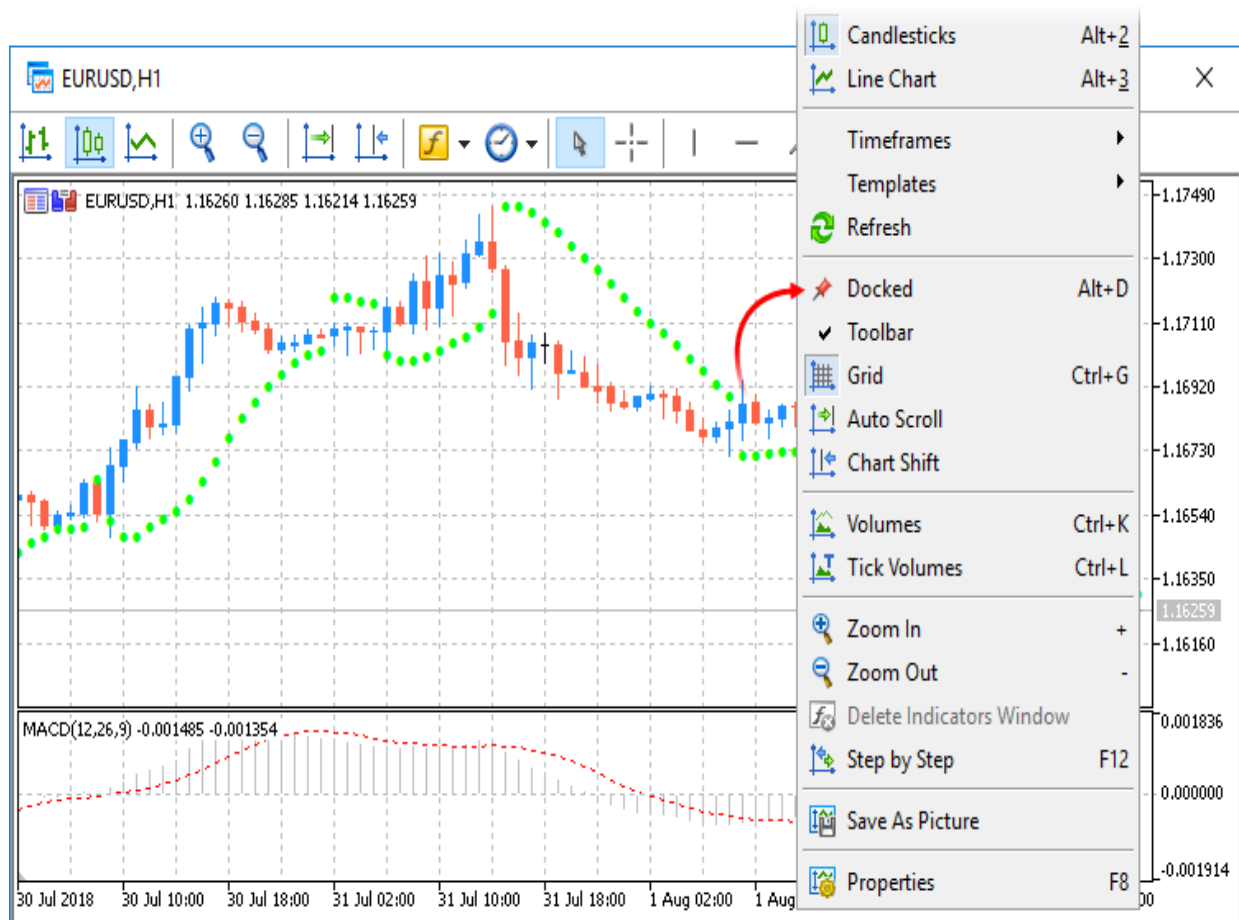 EURUSD,H1
EURUSD,H1 1.16260 1.16285 1.16214 1.16259
1.17490
1.17300
1.17110
1.16920
1.16730
1.16540
1.16350
1.16259
1.16160
MACD(12,26,9) -0.001485 -0.001354
0.001836
0.000000
-0.001914
30 Jul 2018 30 Jul 10:00 30 Jul 18:00 31 Jul 02:00 31 Jul 10:00 31 Jul 18:00 1 Aug 02:00 1 Aug
Candlesticks Alt+2
Line Chart Alt+3
Timeframes
Templates
Refresh
Docked Alt+D
Toolbar
Grid Ctrl+G
Auto Scroll
Chart Shift
Volumes Ctrl+K
Tick Volumes Ctrl+L
Zoom In +
Zoom Out -
Delete Indicators Window
Step by Step F12
Save As Picture
Properties F8